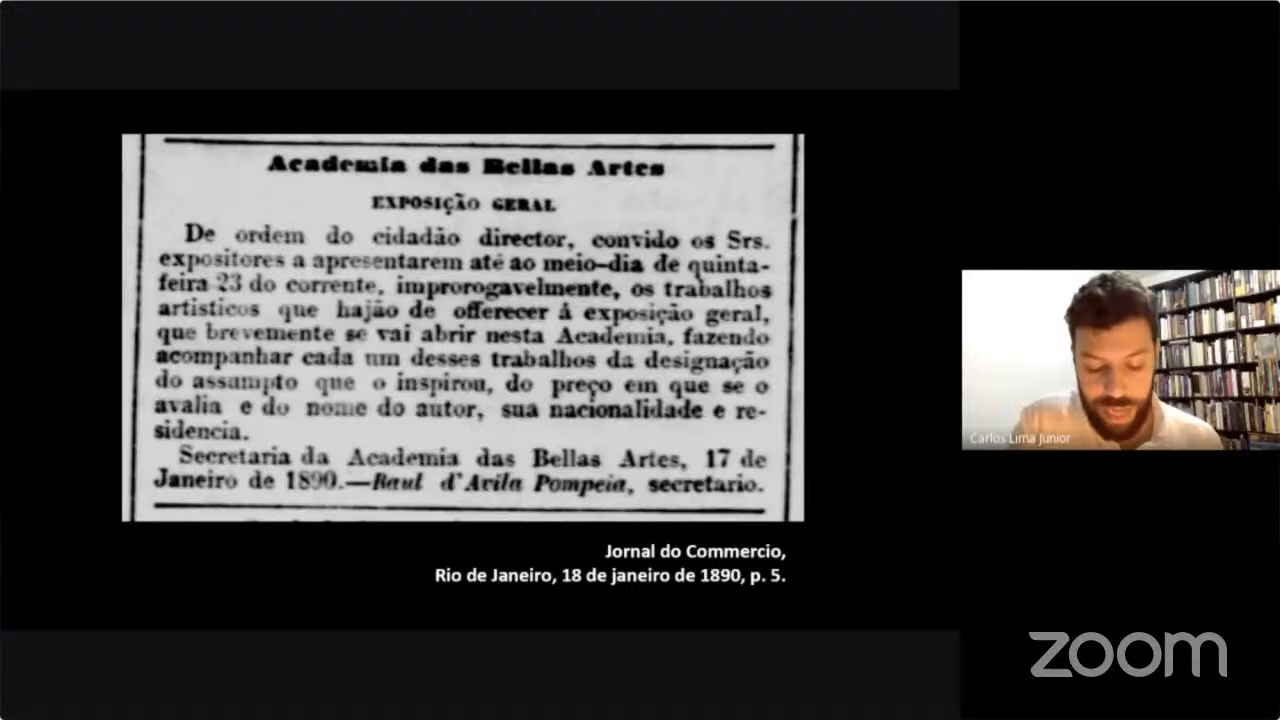 Academia das Bellas Artes
EXPOSIÇÃO GERAL
De ordem do cidadão director, convido os Srs.
expositores a apresentarem até ao meio-dia de quinta-
feira 23 do corrente, improrogavelmente, os trabalhos
artisticos que hajão de offerecer á exposição geral,
que brevemente se vai abrir nesta Academia, fazendo
acompanhar cada um desses trabalhos da designação
do assumpto que o inspirou, do preço em que se o
avalia e do nome do autor, sua nacionalidade e re-
sidencia.
Secretaria da Academia das Bellas Artes, 17 de
Janeiro de 1890.—Raul d'Avila Pompeia, secretario.
Jornal do Commercio,
Rio de Janeiro, 18 de janeiro de 1890, p. 5.
Carlos Lima Junior
zoom